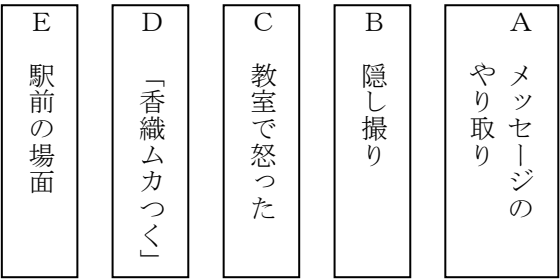 A メッセージの
やり取り
B 隠し撮り
C 教室で怒った
D 「香織ムカつく」
E 駅前の場面